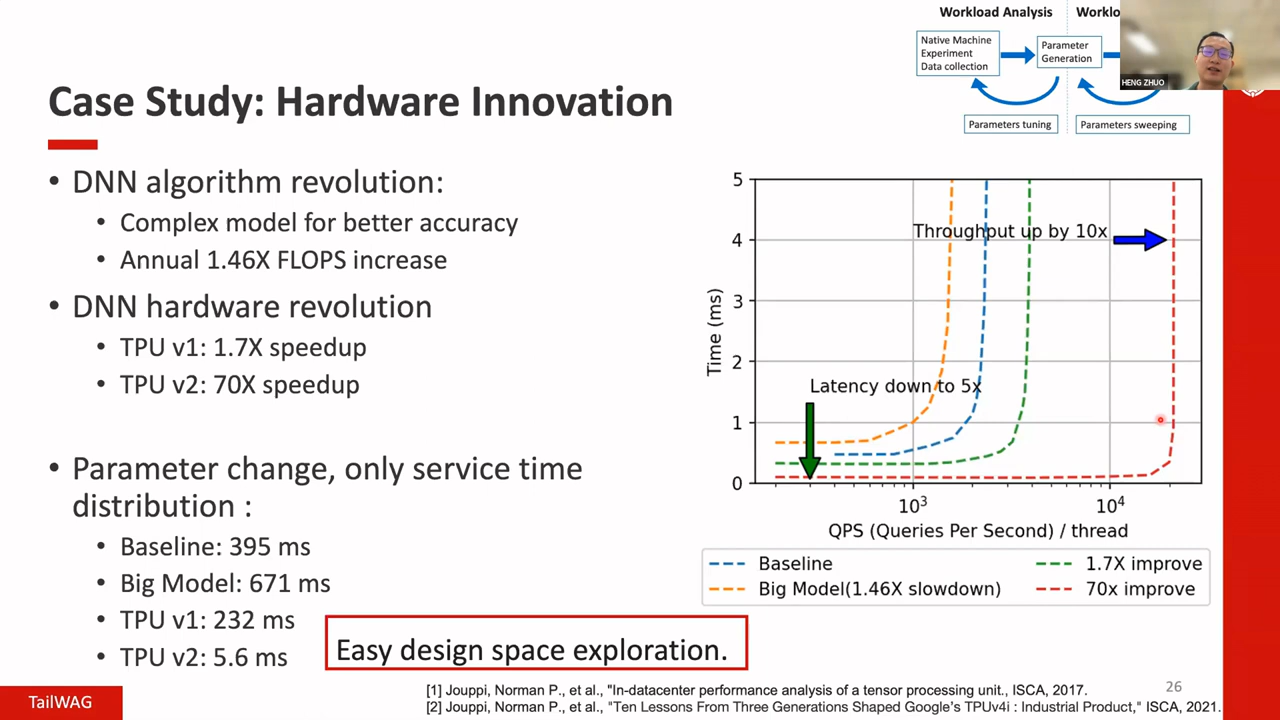 Workload Analysis
Native Machine
Experiment
Data collection
Parameter
Generation
Parameters tuning
Parameters sweeping
HENG ZHUO
Case Study: Hardware Innovation
• DNN algorithm revolution:
• Complex model for better accuracy
• Annual 1.46X FLOPS increase
• DNN hardware revolution
• TPU v1: 1.7X speedup
• TPU v2: 70X speedup
• Parameter change, only service time
distribution :
• Baseline: 395 ms
• Big Model: 671 ms
• TPU v1: 232 ms
• TPU v2: 5.6 ms
Easy design space exploration.
5
4
3
2
1
0
Time (ms)
Throughput up by 10x
Latency down to 5x
10³
10⁴
QPS (Queries Per Second) / thread
Baseline
Big Model(1.46X slowdown)
1.7X improve
70x improve
[1] Jouppi, Norman P., et al., "In-datacenter performance analysis of a tensor processing unit., ISCA, 2017.
[2] Jouppi, Norman P., et al., "Ten Lessons From Three Generations Shaped Google's TPUv4i : Industrial Product," ISCA, 2021.
26
TailWAG